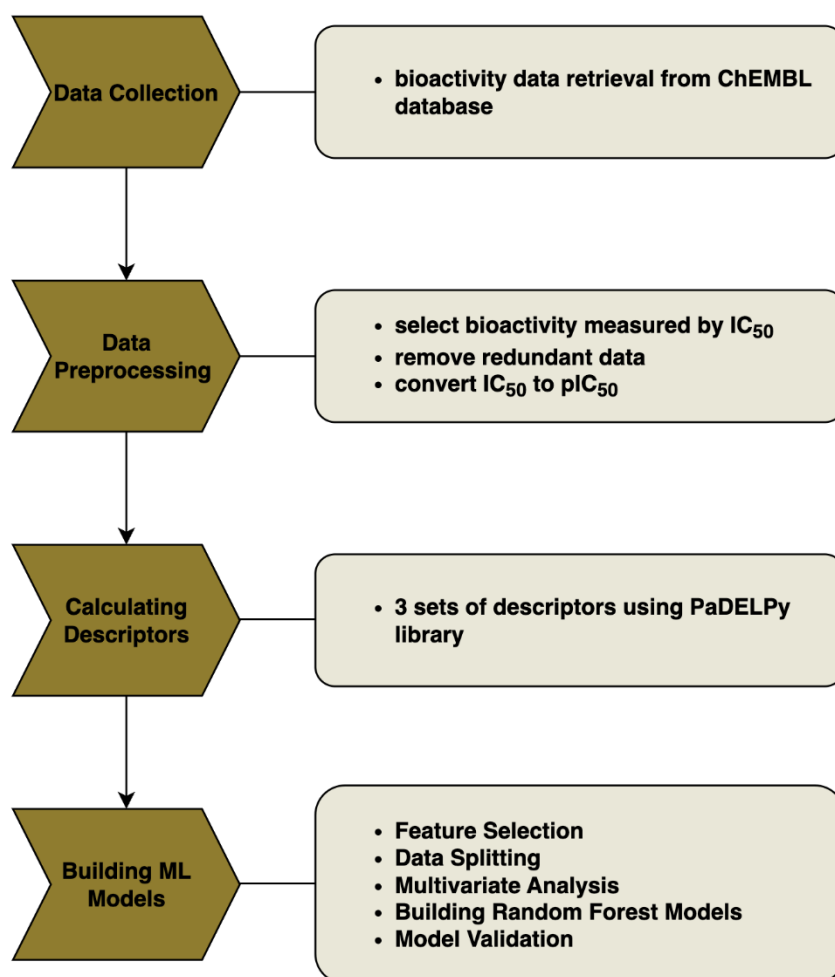 Data Collection
• bioactivity data retrieval from ChEMBL
database
Data
Preprocessing
• select bioactivity measured by IC₅₀
• remove redundant data
• convert IC₅₀ to pIC₅₀
Calculating
Descriptors
• 3 sets of descriptors using PaDELPy
library
Building ML
Models
• Feature Selection
• Data Splitting
• Multivariate Analysis
• Building Random Forest Models
• Model Validation